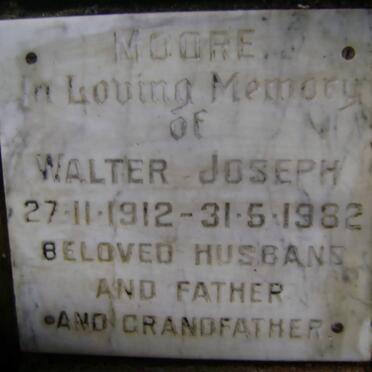 MOORE
In Loving Memory
of
WALTER JOSEPH
27·11·1912-31·5·1982
BELOVED HUSBAND
AND FATHER
AND GRANDFATHER